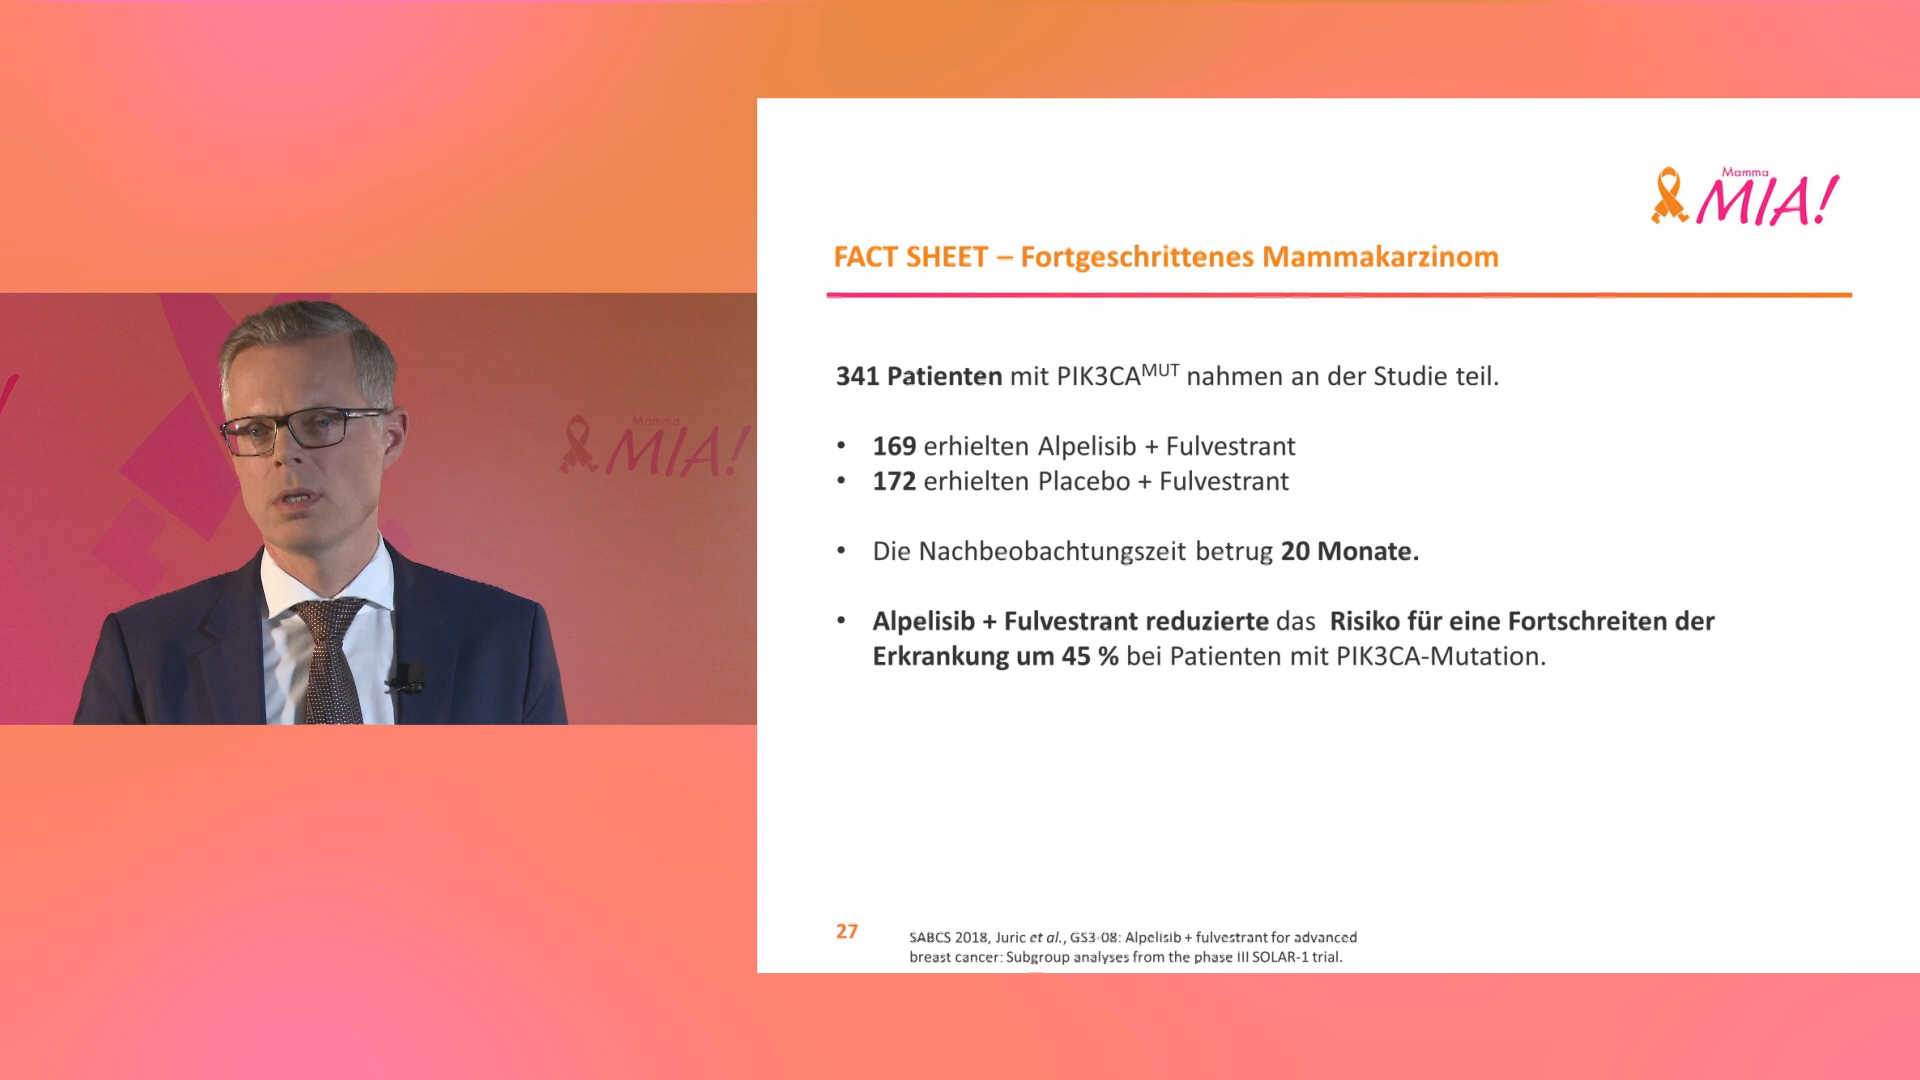 Mamma
MIA!
Mamma
MIA!
FACT SHEET – Fortgeschrittenes Mammakarzinom
341 Patienten mit PIK3CAMUT nahmen an der Studie teil.
• 169 erhielten Alpelisib + Fulvestrant
• 172 erhielten Placebo + Fulvestrant
• Die Nachbeobachtungszeit betrug 20 Monate.
• Alpelisib + Fulvestrant reduzierte das Risiko für eine Fortschreiten der
Erkrankung um 45 % bei Patienten mit PIK3CA-Mutation.
27
SABCS 2018, Juric et al., GS3-08: Alpelisib + fulvestrant for advanced
breast cancer: Subgroup analyses from the phase III SOLAR-1 trial.